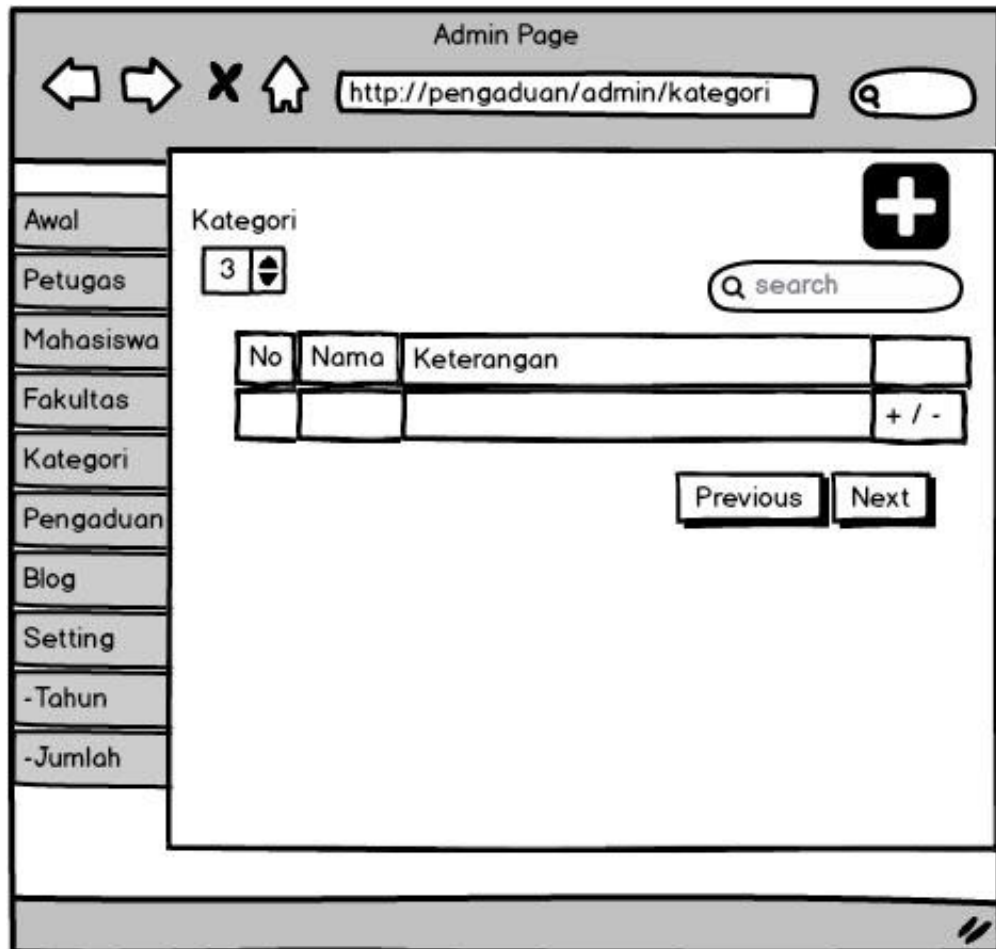 Admin Page
http://pengaduan/admin/kategori
Awal
Petugas
Mahasiswa
Fakultas
Kategori
Pengaduan
Blog
Setting
-Tahun
-Jumlah
Kategori
3
search
No Nama Keterangan
+ / -
Previous Next